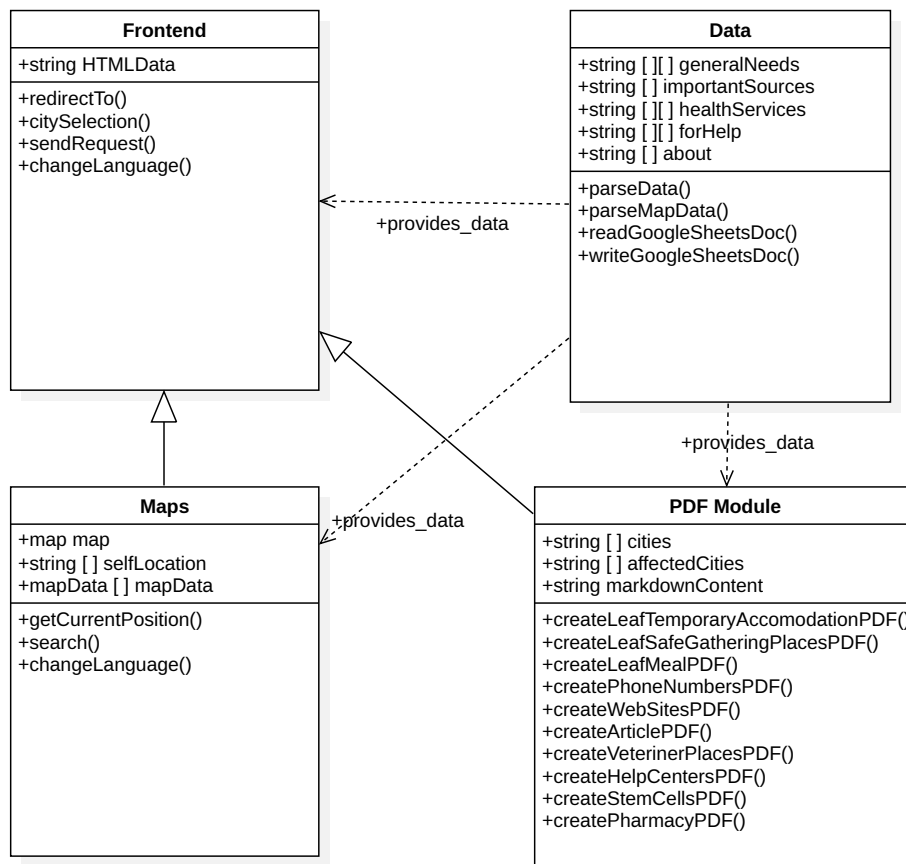 Frontend
+string HTMLData
+redirectTo()
+citySelection()
+sendRequest()
+changeLanguage()
Data
+string [ ][ ] generalNeeds
+string [ ] importantSources
+string [ ][ ] healthServices
+string [ ][ ] forHelp
+string [ ] about
+parseData()
+parseMapData()
+readGoogleSheetsDoc()
+writeGoogleSheetsDoc()
+provides_data
+provides_data
+provides_data
Maps
+map map
+string [ ] selfLocation
+mapData [ ] mapData
+getCurrentPosition()
+search()
+changeLanguage()
PDF Module
+string [ ] cities
+string [ ] affectedCities
+string markdownContent
+createLeafTemporaryAccomodationPDF()
+createLeafSafeGatheringPlacesPDF()
+createLeafMealPDF()
+createPhoneNumbersPDF()
+createWebSitesPDF()
+createArticlePDF()
+createVeterinerPlacesPDF()
+createHelpCentersPDF()
+createStemCellsPDF()
+createPharmacyPDF()